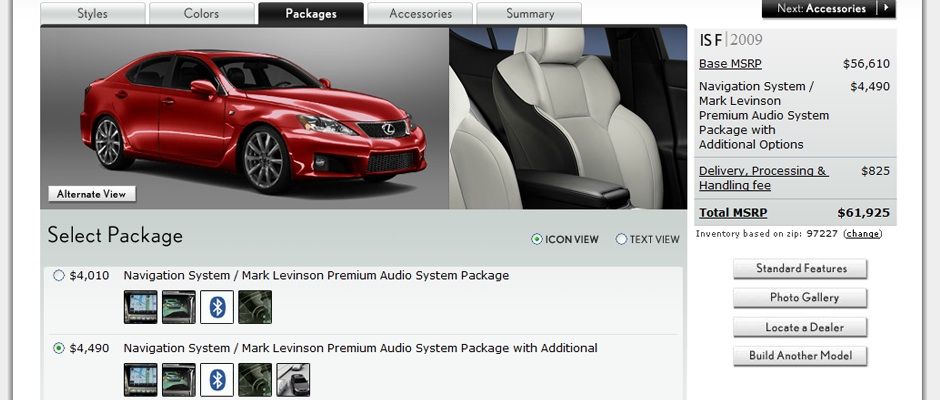 Styles
Colors
Packages
Accessories
Summary
Next: Accessories
IS F | 2009
Base MSRP $56,610
Navigation System / $4,490
Mark Levinson
Premium Audio System
Package with
Additional Options
Delivery, Processing & $825
Handling fee
Total MSRP $61,925
Inventory based on zip: 97227 (change)
Standard Features
Photo Gallery
Locate a Dealer
Build Another Model
Alternate View
Select Package
ICON VIEW
TEXT VIEW
$4,010 Navigation System / Mark Levinson Premium Audio System Package
$4,490 Navigation System / Mark Levinson Premium Audio System Package with Additional